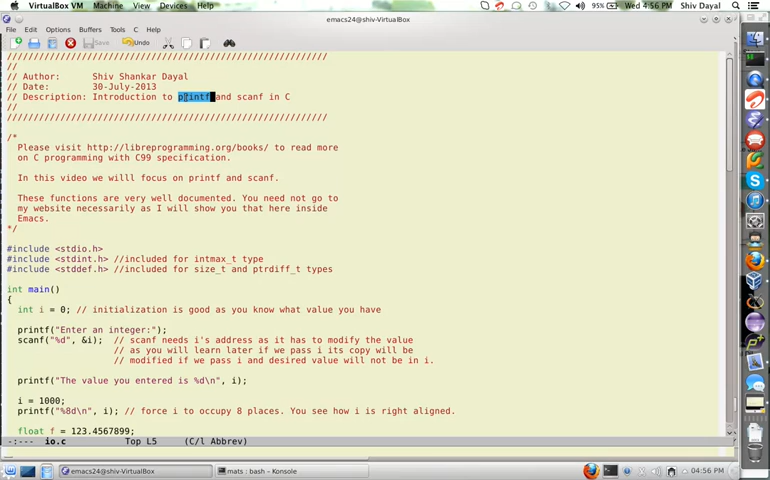 VirtualBox VM Machine View Devices Help 95% Wed 4:56 PM Shiv Dayal
emacs24@shiv-VirtualBox
File Edit Options Buffers Tools C Help
Save Undo
////////////////////////////////////////////////////////////
//
// Author: Shiv Shankar Dayal
// Date: 30-July-2013
// Description: Introduction to printf and scanf in C
//
////////////////////////////////////////////////////////////
/*
Please visit http://libreprogramming.org/books/ to read more
on C programming with C99 specification.
In this video we willl focus on printf and scanf.
These functions are very well documented. You need not go to
my website necessarily as I will show you that here inside
Emacs.
*/
#include <stdio.h>
#include <stdint.h> //included for intmax_t type
#include <stddef.h> //included for size_t and ptrdiff_t types
int main()
{
int i = 0; // initialization is good as you know what value you have
printf("Enter an integer:");
scanf("%d", &i); // scanf needs i's address as it has to modify the value
// as you will learn later if we pass i its copy will be
// modified if we pass i and desired value will not be in i.
printf("The value you entered is %d\n", i);
i = 1000;
printf("%8d\n", i); // force i to occupy 8 places. You see how i is right aligned.
float f = 123.4567899;
-:--- io.c Top L5 (C/l Abbrev)
emacs24@shiv-VirtualBox mats : bash - Konsole 04:56 PM